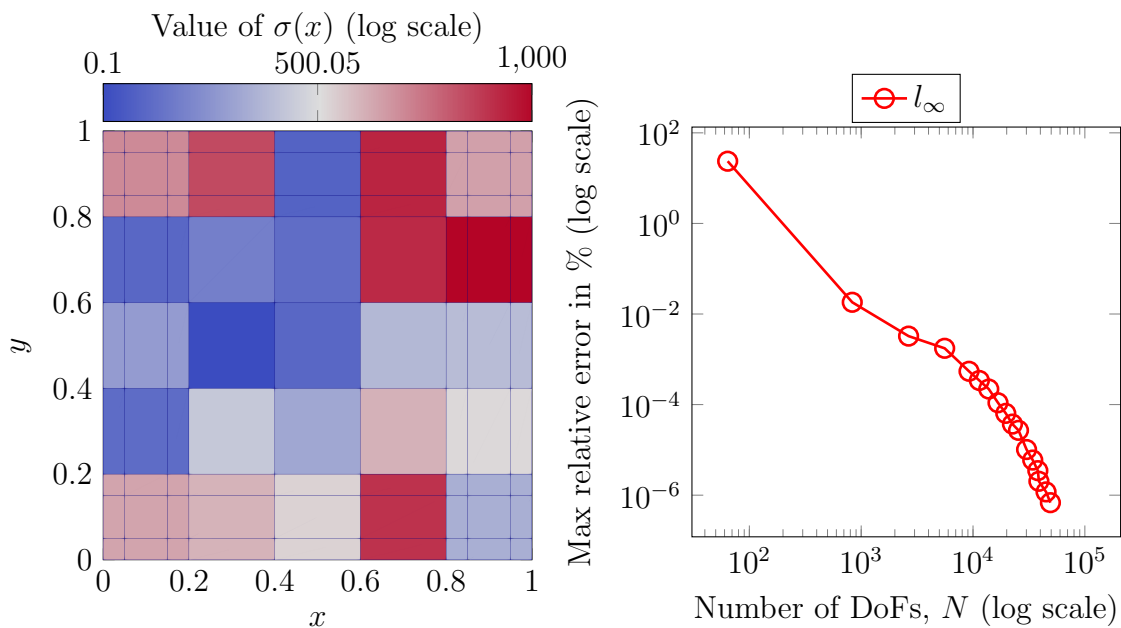 Value of σ(x) (log scale)
0.1 500.05 1,000
1
0.8
0.6
0.4
0.2
0
y
0 0.2 0.4 0.6 0.8 1
x
l∞
Max relative error in % (log scale)
10²
10⁰
10⁻²
10⁻⁴
10⁻⁶
10² 10³ 10⁴ 10⁵
Number of DoFs, N (log scale)